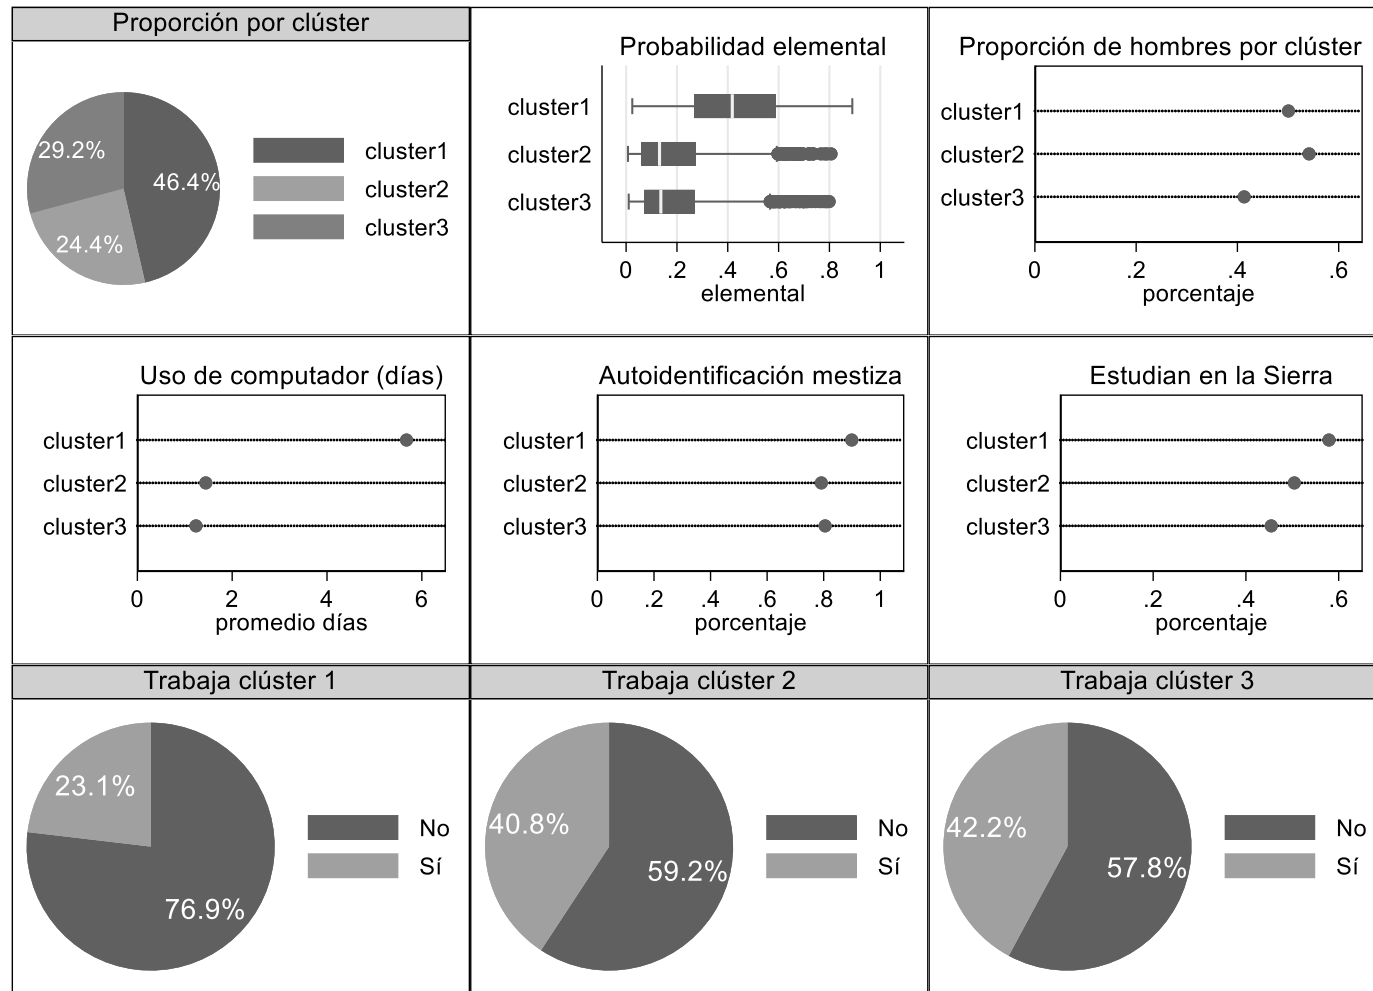 Proporción por clúster
29.2%
46.4%
24.4%
cluster1
cluster2
cluster3
Probabilidad elemental
cluster1
cluster2
cluster3
0 .2 .4 .6 .8 1
elemental
Proporción de hombres por clúster
cluster1
cluster2
cluster3
0 .2 .4 .6
porcentaje
Uso de computador (días)
cluster1
cluster2
cluster3
0 2 4 6
promedio días
Autoidentificación mestiza
cluster1
cluster2
cluster3
0 .2 .4 .6 .8 1
porcentaje
Estudian en la Sierra
cluster1
cluster2
cluster3
0 .2 .4 .6
porcentaje
Trabaja clúster 1
23.1%
76.9%
No
Sí
Trabaja clúster 2
40.8%
59.2%
No
Sí
Trabaja clúster 3
42.2%
57.8%
No
Sí